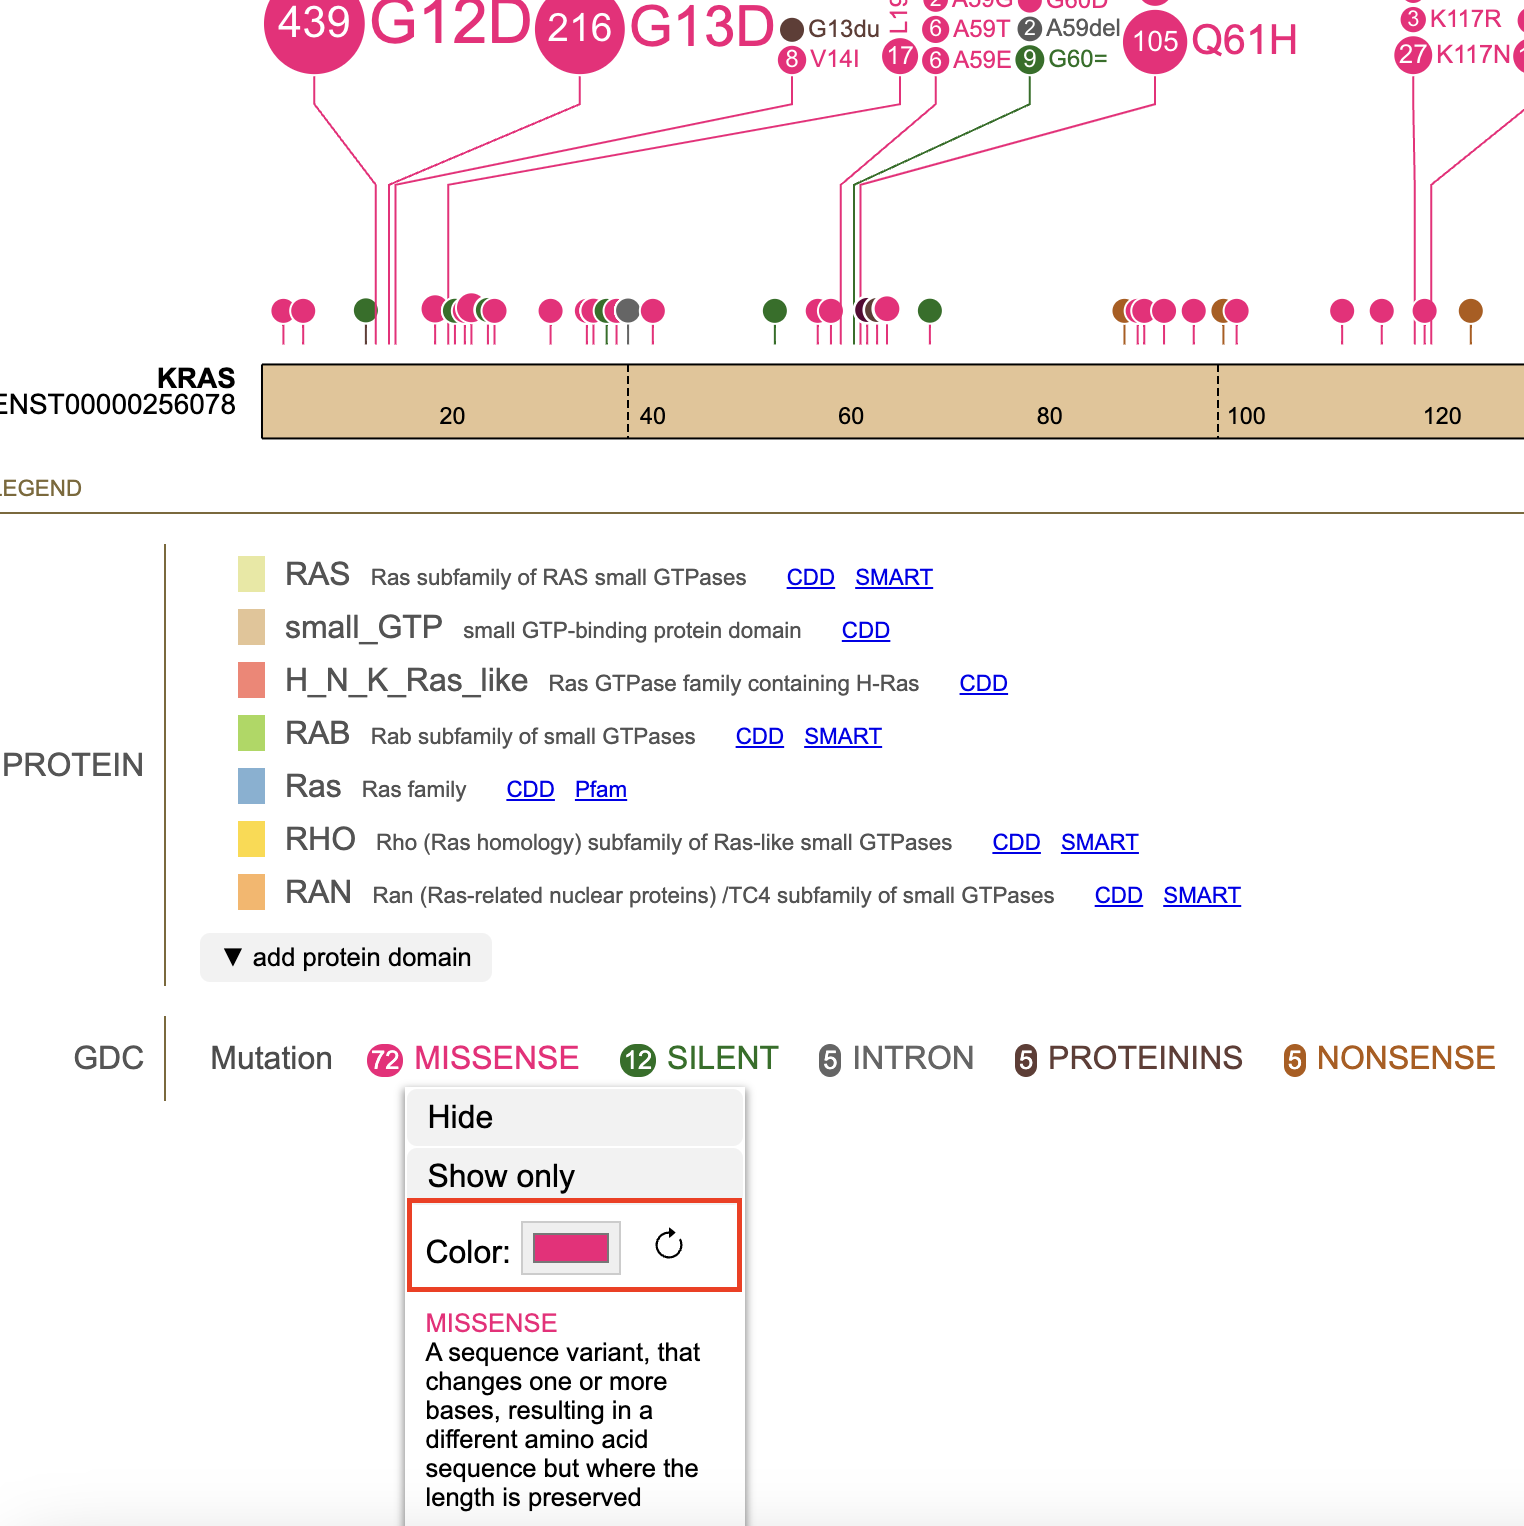 439 G12D 216 G13D G13du
8 V14I
17
A59G G60D
6 A59T 2 A59del
6 A59E 9 G60=
105 Q61H
3 K117R
27 K117N
KRAS
ENST00000256078
20 40 60 80 100 120
LEGEND
PROTEIN
RAS Ras subfamily of RAS small GTPases CDD SMART
small_GTP small GTP-binding protein domain CDD
H_N_K_Ras_like Ras GTPase family containing H-Ras CDD
RAB Rab subfamily of small GTPases CDD SMART
Ras Ras family CDD Pfam
RHO Rho (Ras homology) subfamily of Ras-like small GTPases CDD SMART
RAN Ran (Ras-related nuclear proteins) /TC4 subfamily of small GTPases CDD SMART
▼ add protein domain
GDC Mutation 72 MISSENSE 12 SILENT 5 INTRON 5 PROTEININS 5 NONSENSE
Hide
Show only
Color:
MISSENSE
A sequence variant, that
changes one or more
bases, resulting in a
different amino acid
sequence but where the
length is preserved